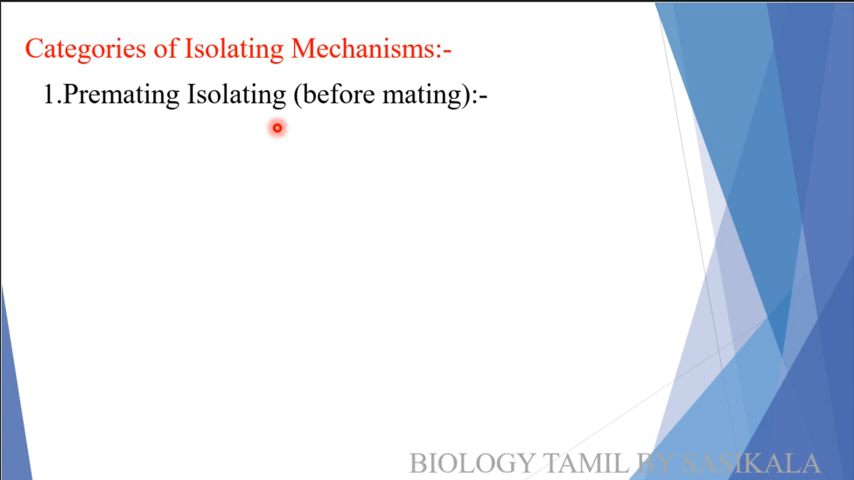 Categories of Isolating Mechanisms:-
1.Premating Isolating (before mating):-
BIOLOGY TAMIL BY SASIKALA